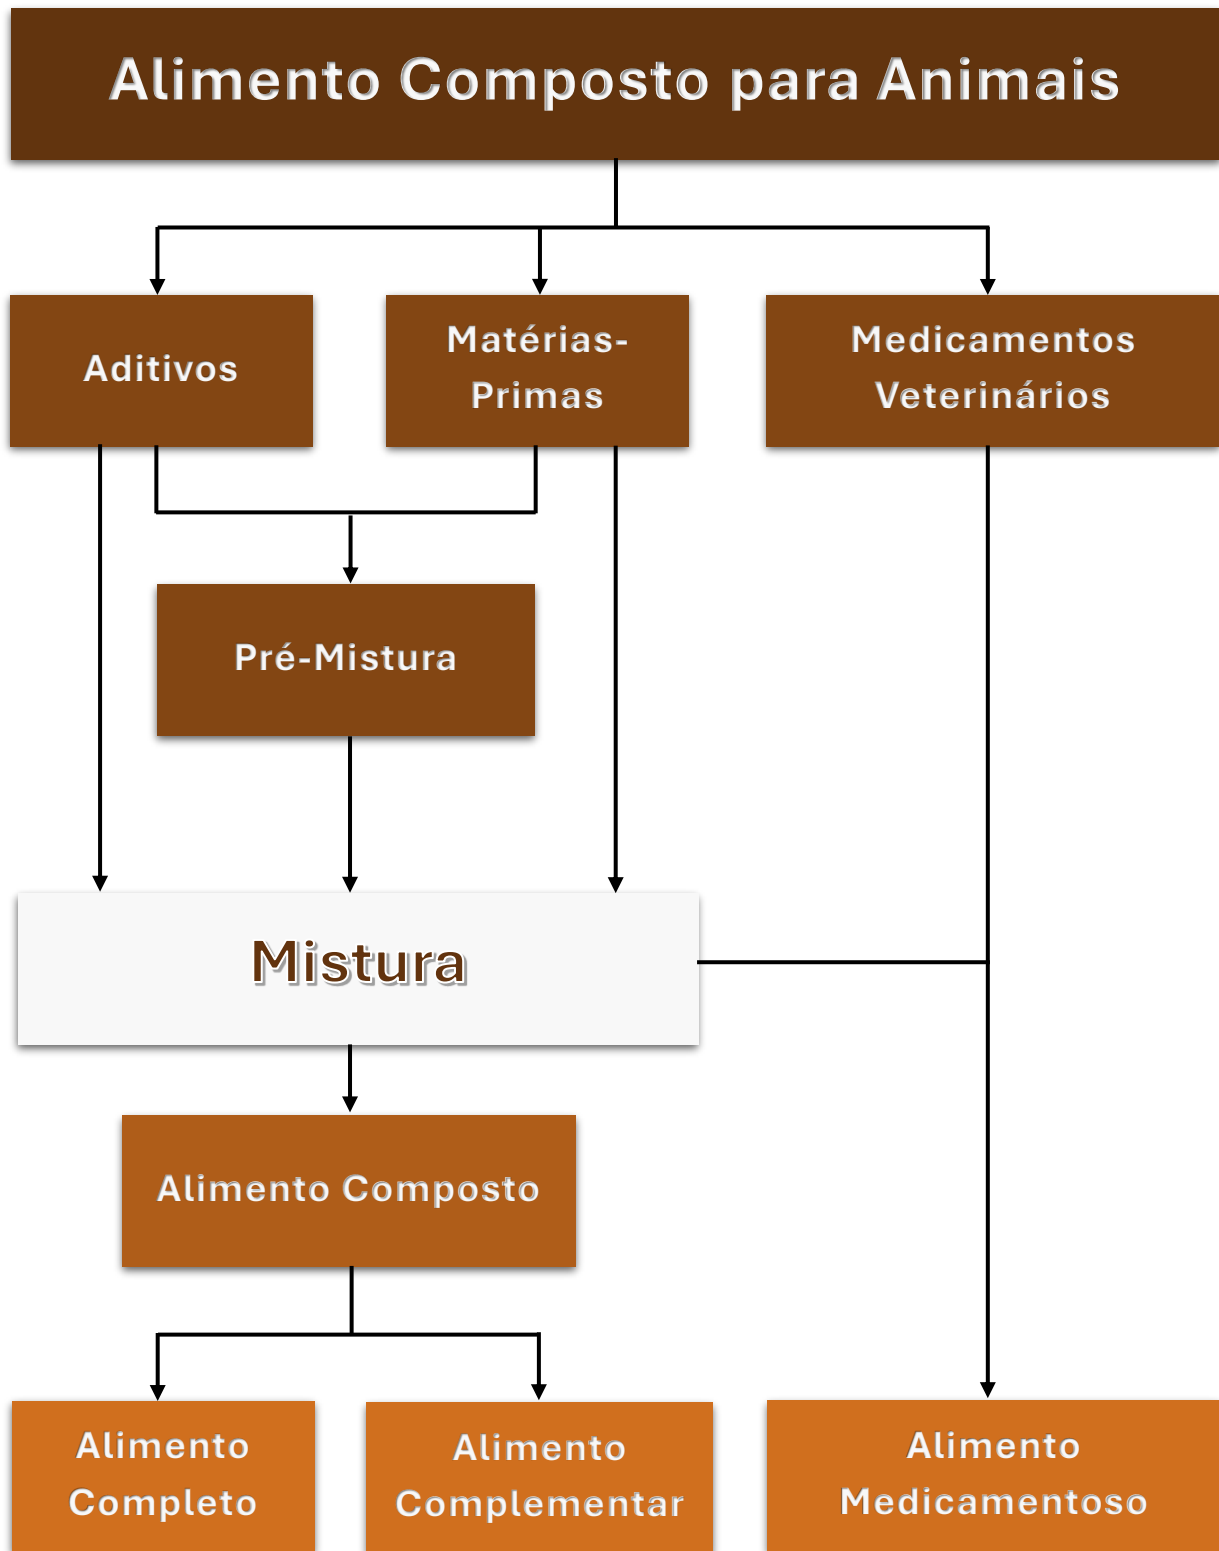 Alimento Composto para Animais
Aditivos
Matérias-
Primas
Medicamentos
Veterinários
Pré-Mistura
Mistura
Alimento Composto
Alimento
Completo
Alimento
Complementar
Alimento
Medicamentoso